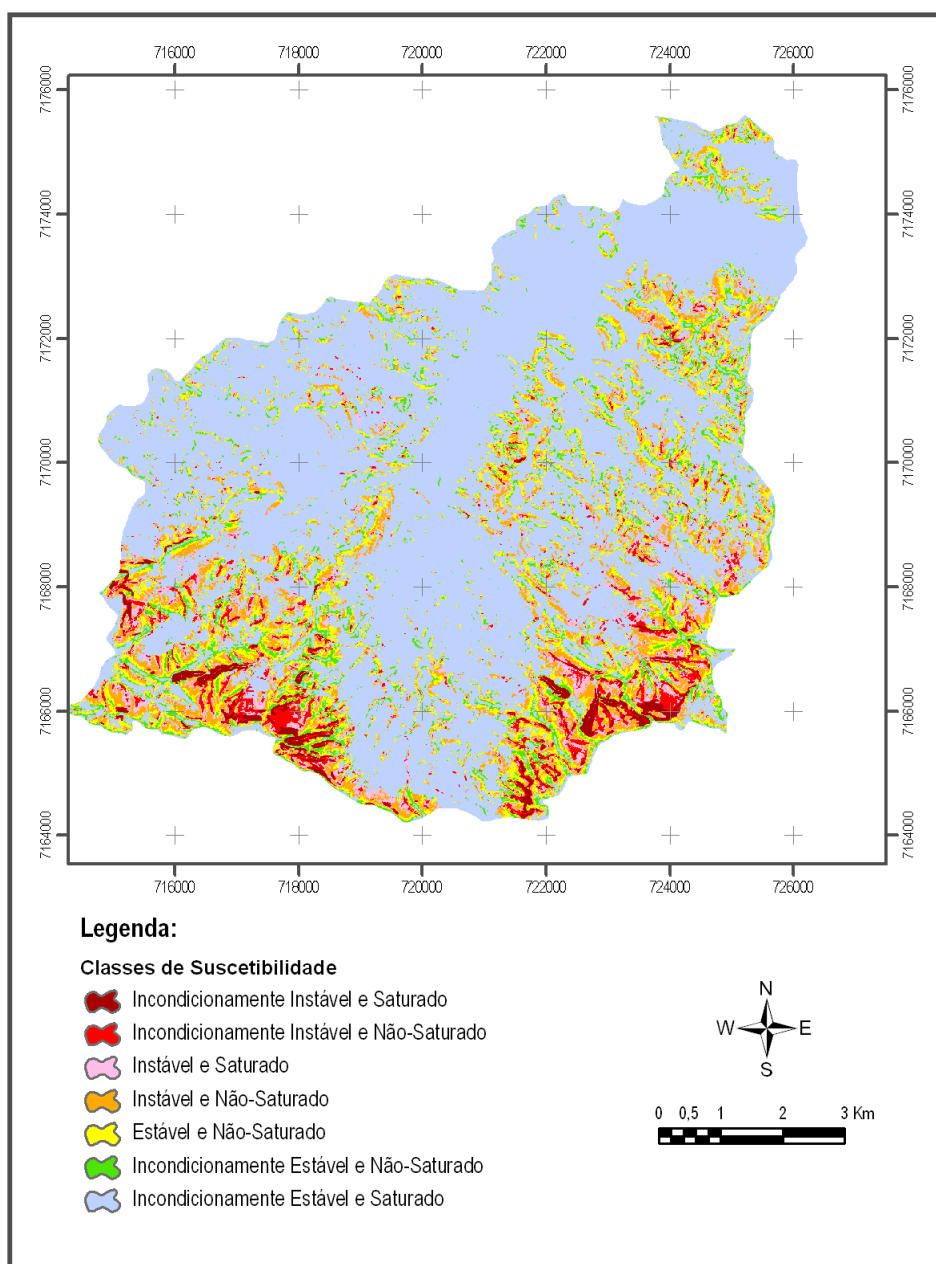 716000 718000 720000 722000 724000 726000
7176000 7176000
7174000 7174000
7172000 7172000
7170000 7170000
7168000 7168000
7166000 7166000
7164000 7164000
716000 718000 720000 722000 724000 726000
Legenda:
Classes de Suscetibilidade
Incondicionamente Instável e Saturado
Incondicionamente Instável e Não-Saturado
Instável e Saturado
Instável e Não-Saturado
Estável e Não-Saturado
Incondicionamente Estável e Não-Saturado
Incondicionamente Estável e Saturado
N
W E
S
0 0,5 1 2 3 Km